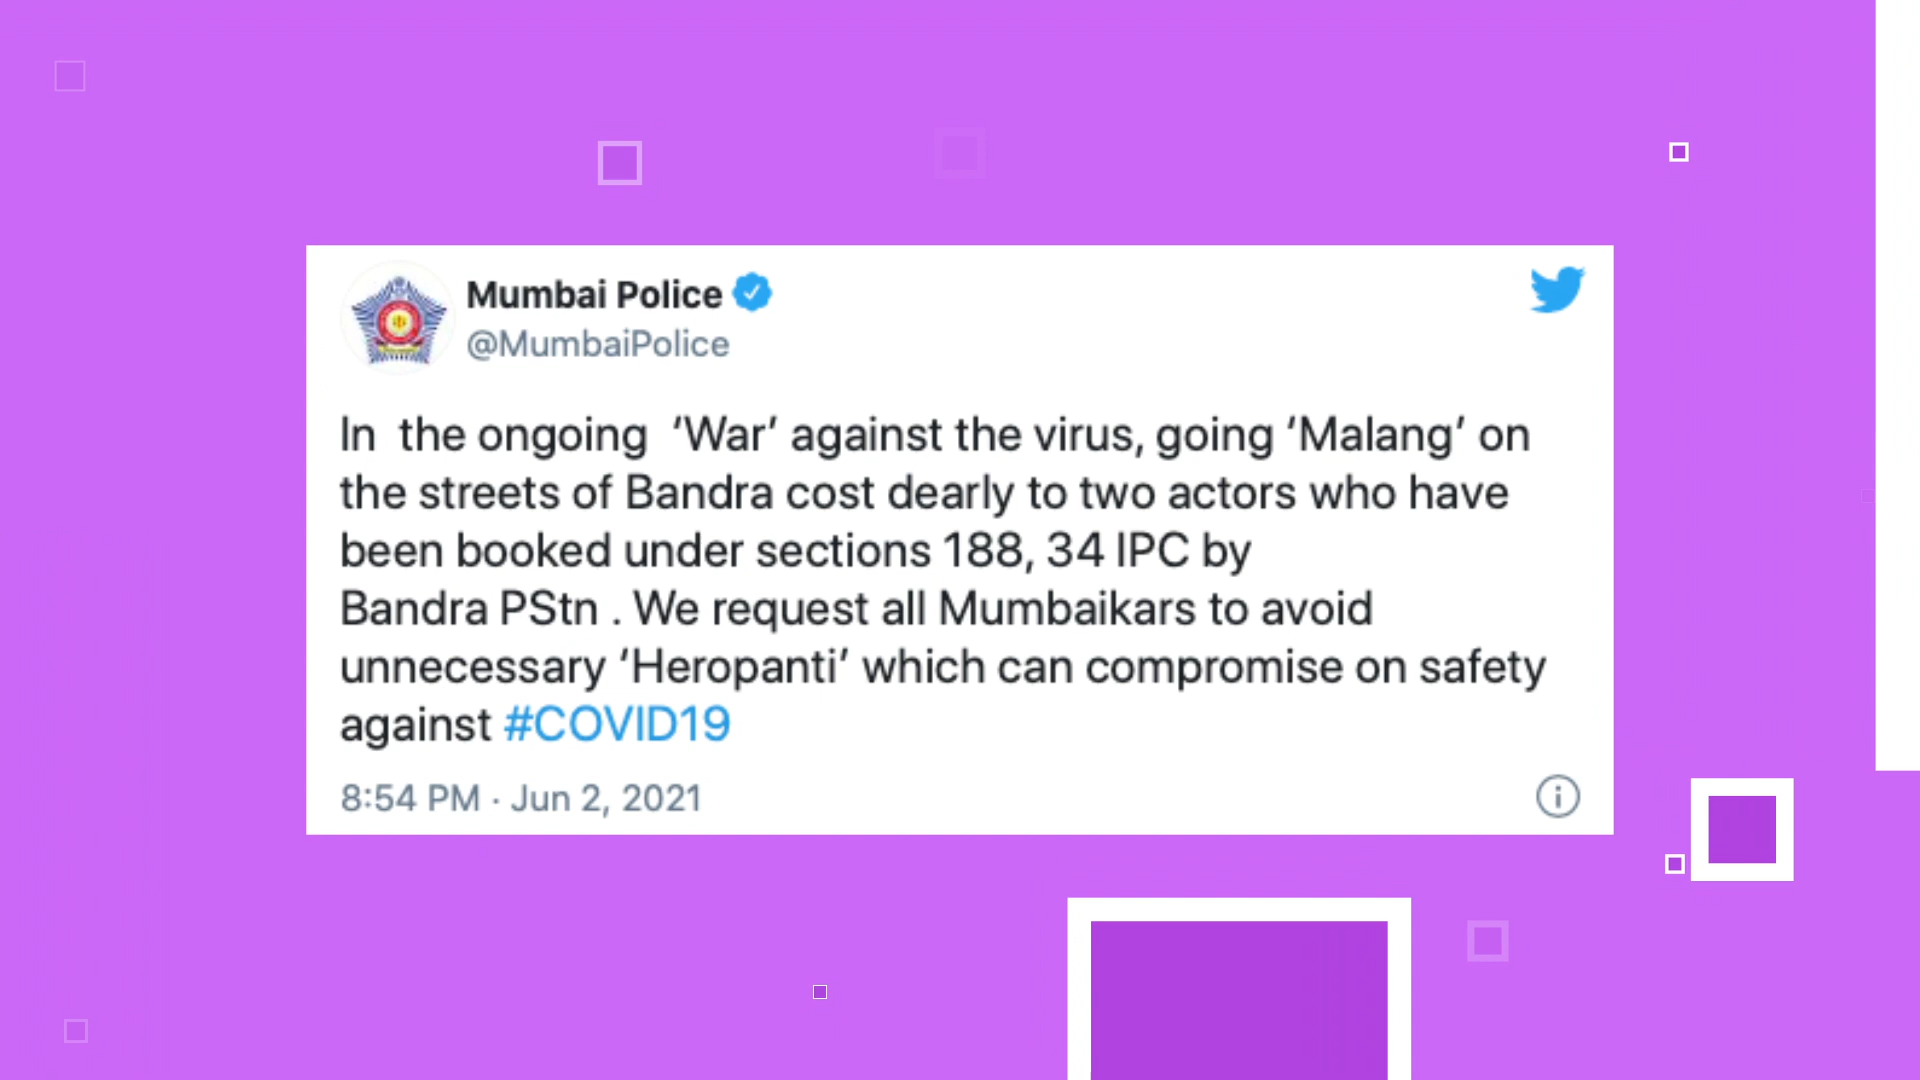 Mumbai Police
@MumbaiPolice
In the ongoing ‘War’ against the virus, going ‘Malang’ on
the streets of Bandra cost dearly to two actors who have
been booked under sections 188, 34 IPC by
Bandra PStn . We request all Mumbaikars to avoid
unnecessary ‘Heropanti’ which can compromise on safety
against #COVID19
8:54 PM · Jun 2, 2021